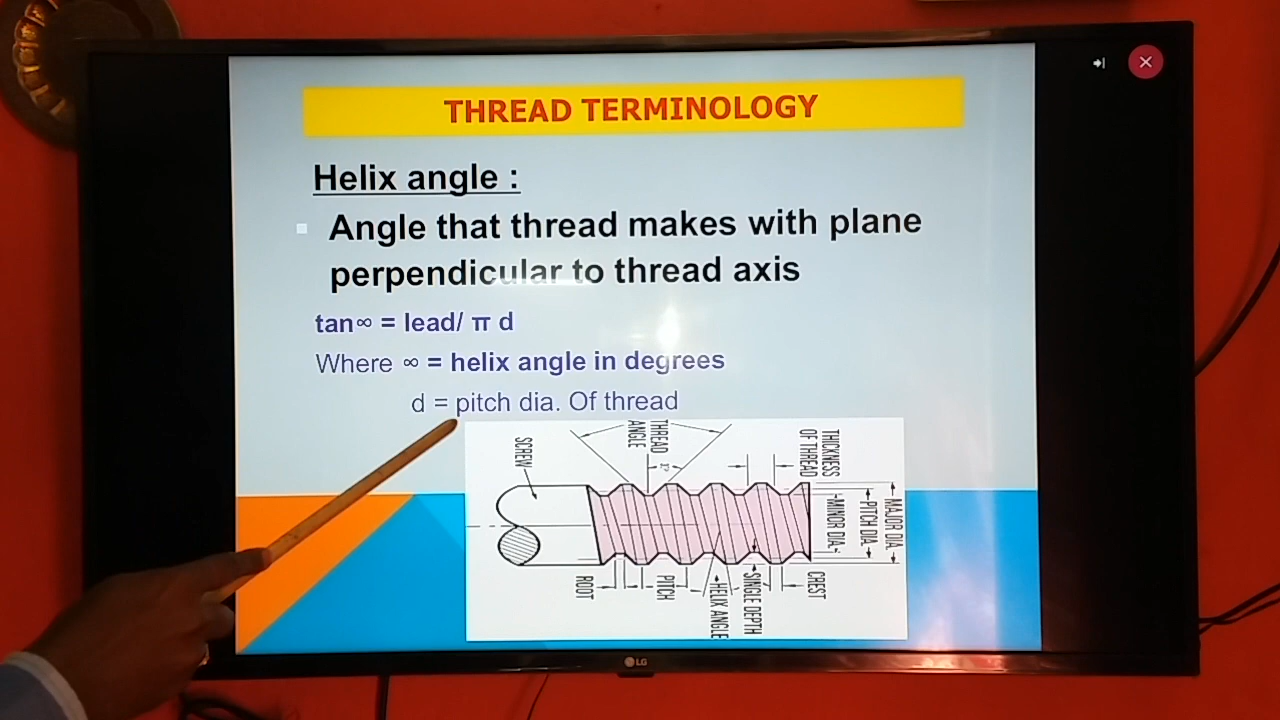 THREAD TERMINOLOGY
Helix angle :
Angle that thread makes with plane
perpendicular to thread axis
tan∞ = lead/ π d
Where ∞ = helix angle in degrees
d = pitch dia. Of thread
THREAD
ANGLE
SCREW
P
THICKNESS
OF THREAD
MAJOR DIA.
PITCH DIA.
MINOR DIA.
ROOT
PITCH
HELIX ANGLE
SINGLE DEPTH
CREST
LG